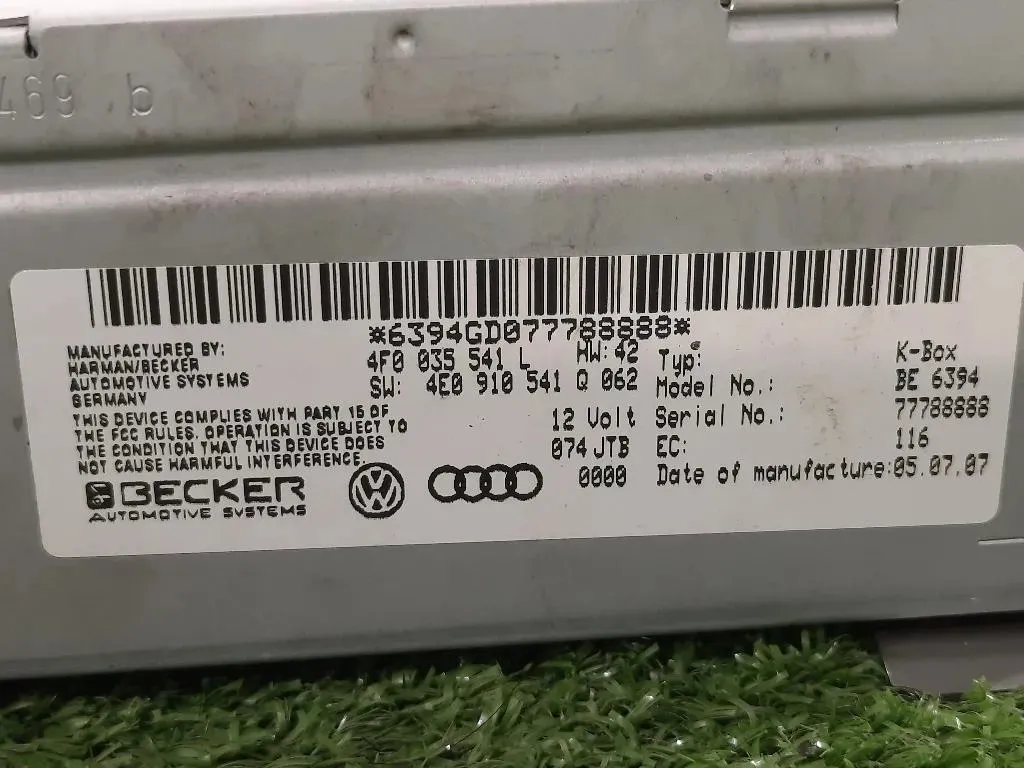 469 b
*6394GD077788888*
MANUFACTURED BY:
HARMAN/BECKER
AUTOMOTIVE SYSTEMS
GERMANY
THIS DEVICE COMPLIES WITH PART 15 OF
THE FCC RULES. OPERATION IS SUBJECT TO
THE CONDITION THAT THIS DEVICE DOES
NOT CAUSE HARMFUL INTERFERENCE.
BECKER
AUTOMOTIVE SYSTEMS
4F0 035 541 L HW: 42
SW: 4E0 910 541 Q 062
12 Volt
074 JTB
0000
Typ: K-Box
Model No.: BE 6394
Serial No.: 77788888
EC: 116
Date of manufacture: 05.07.07